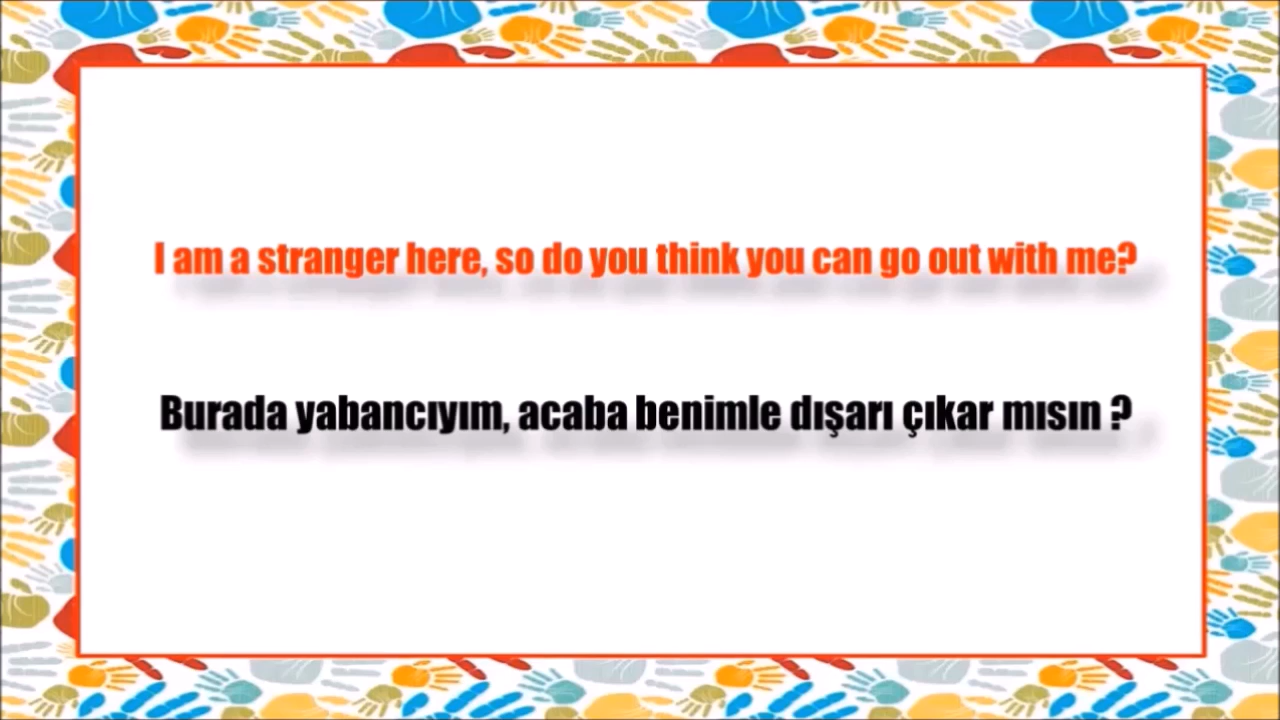 I am a stranger here, so do you think you can go out with me?
Burada yabancıyım, acaba benimle dışarı çıkar mısın ?